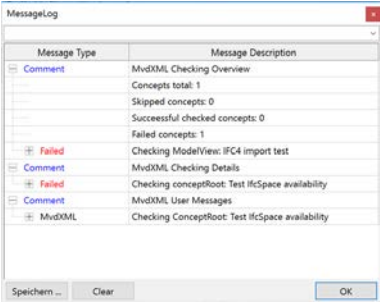 MessageLog
Message Type Message Description
Comment MvdXML Checking Overview
Concepts total: 1
Skipped concepts: 0
Succeessful checked concepts: 0
Failed concepts: 1
Failed Checking ModelView: IFC4 import test
Comment MvdXML Checking Details
Failed Checking conceptRoot: Test IfcSpace availability
Comment MvdXML User Messages
MvdXML Checking ConceptRoot: Test IfcSpace availability
Speichern ... Clear OK